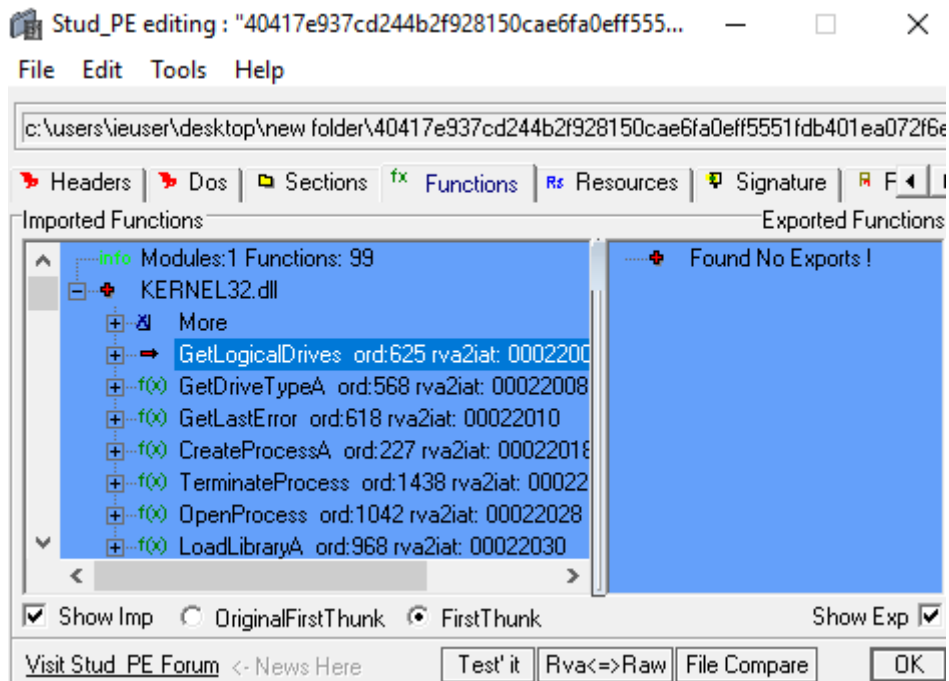 Stud_PE editing : "40417e937cd244b2f928150cae6fa0eff555...
File Edit Tools Help
c:\users\ieuser\desktop\new folder\40417e937cd244b2f928150cae6fa0eff5551fdb401ea072f6e
Headers Dos Sections fx Functions Rs Resources Signature R F
Imported Functions Exported Functions
info Modules:1 Functions: 99 Found No Exports !
KERNEL32.dll
More
GetLogicalDrives ord:625 rva2iat: 0002200
GetDriveTypeA ord:568 rva2iat: 00022008
GetLastError ord:618 rva2iat: 00022010
CreateProcessA ord:227 rva2iat: 00022018
TerminateProcess ord:1438 rva2iat: 00022
OpenProcess ord:1042 rva2iat: 00022028
LoadLibraryA ord:968 rva2iat: 00022030
Show Imp OriginalFirstThunk FirstThunk Show Exp
Visit Stud_PE Forum <- News Here Test' it Rva<=>Raw File Compare OK